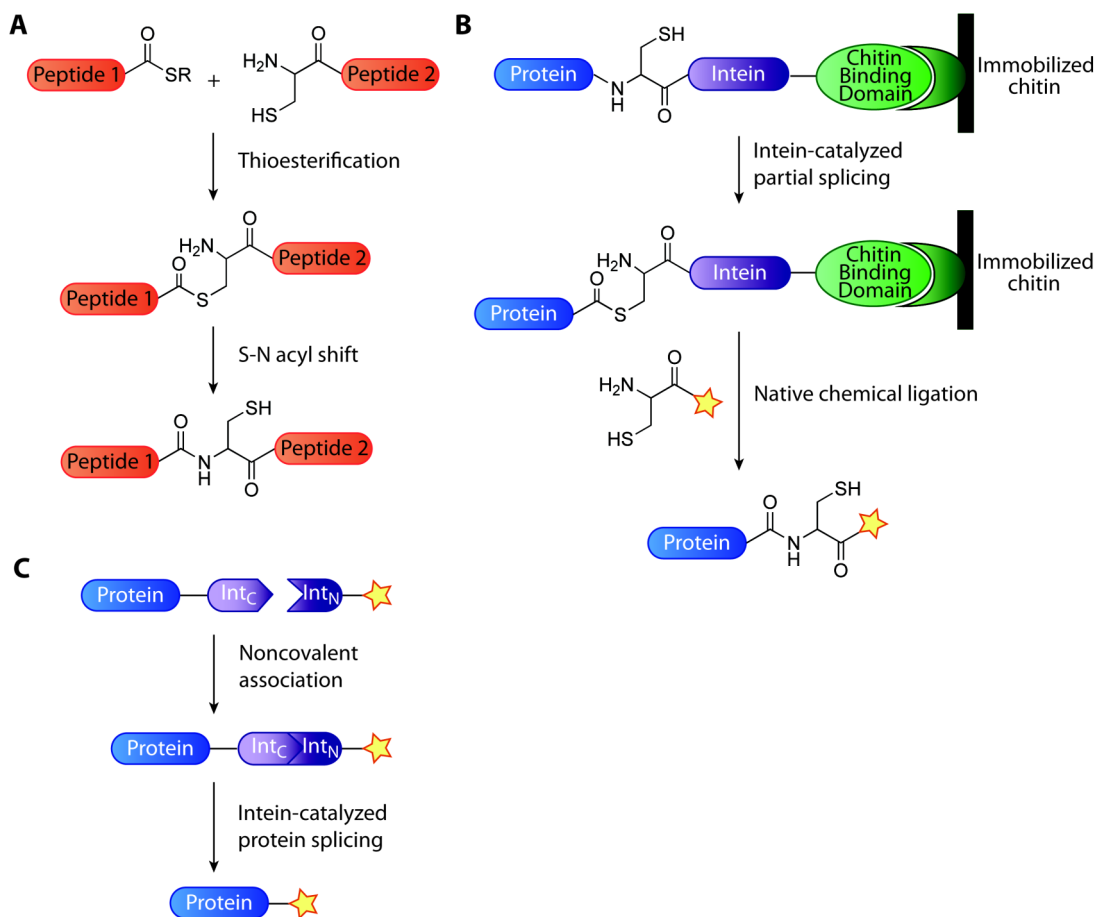 A
O
Peptide 1
SR
+
H2N
O
Peptide 2
HS
Thioesterification
O
H2N
Peptide 2
O
Peptide 1
S
S-N acyl shift
SH
O
Peptide 1
N
H
Peptide 2
O
B
SH
Protein
N
H
O
Intein
Chitin
Binding
Domain
Immobilized
chitin
Intein-catalyzed
partial splicing
O
H2N
Intein
O
Protein
S
Chitin
Binding
Domain
Immobilized
chitin
O
H2N
HS
Native chemical ligation
SH
O
Protein
N
H
O
C
Protein
IntC
IntN
Noncovalent
association
Protein
IntC
IntN
Intein-catalyzed
protein splicing
Protein